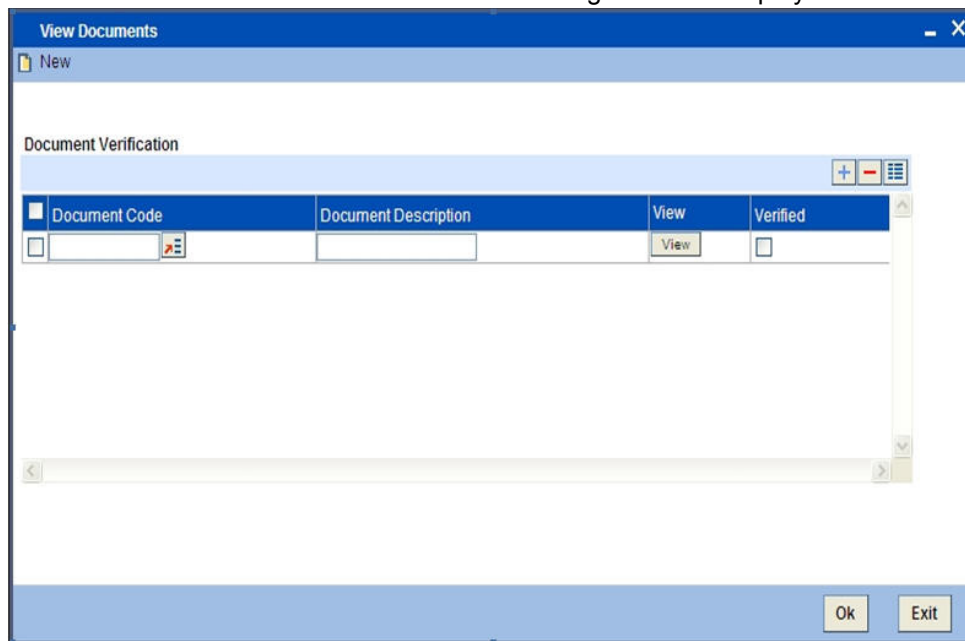 View Documents
New
Document Verification
Document Code Document Description View Verified
View
Ok Exit